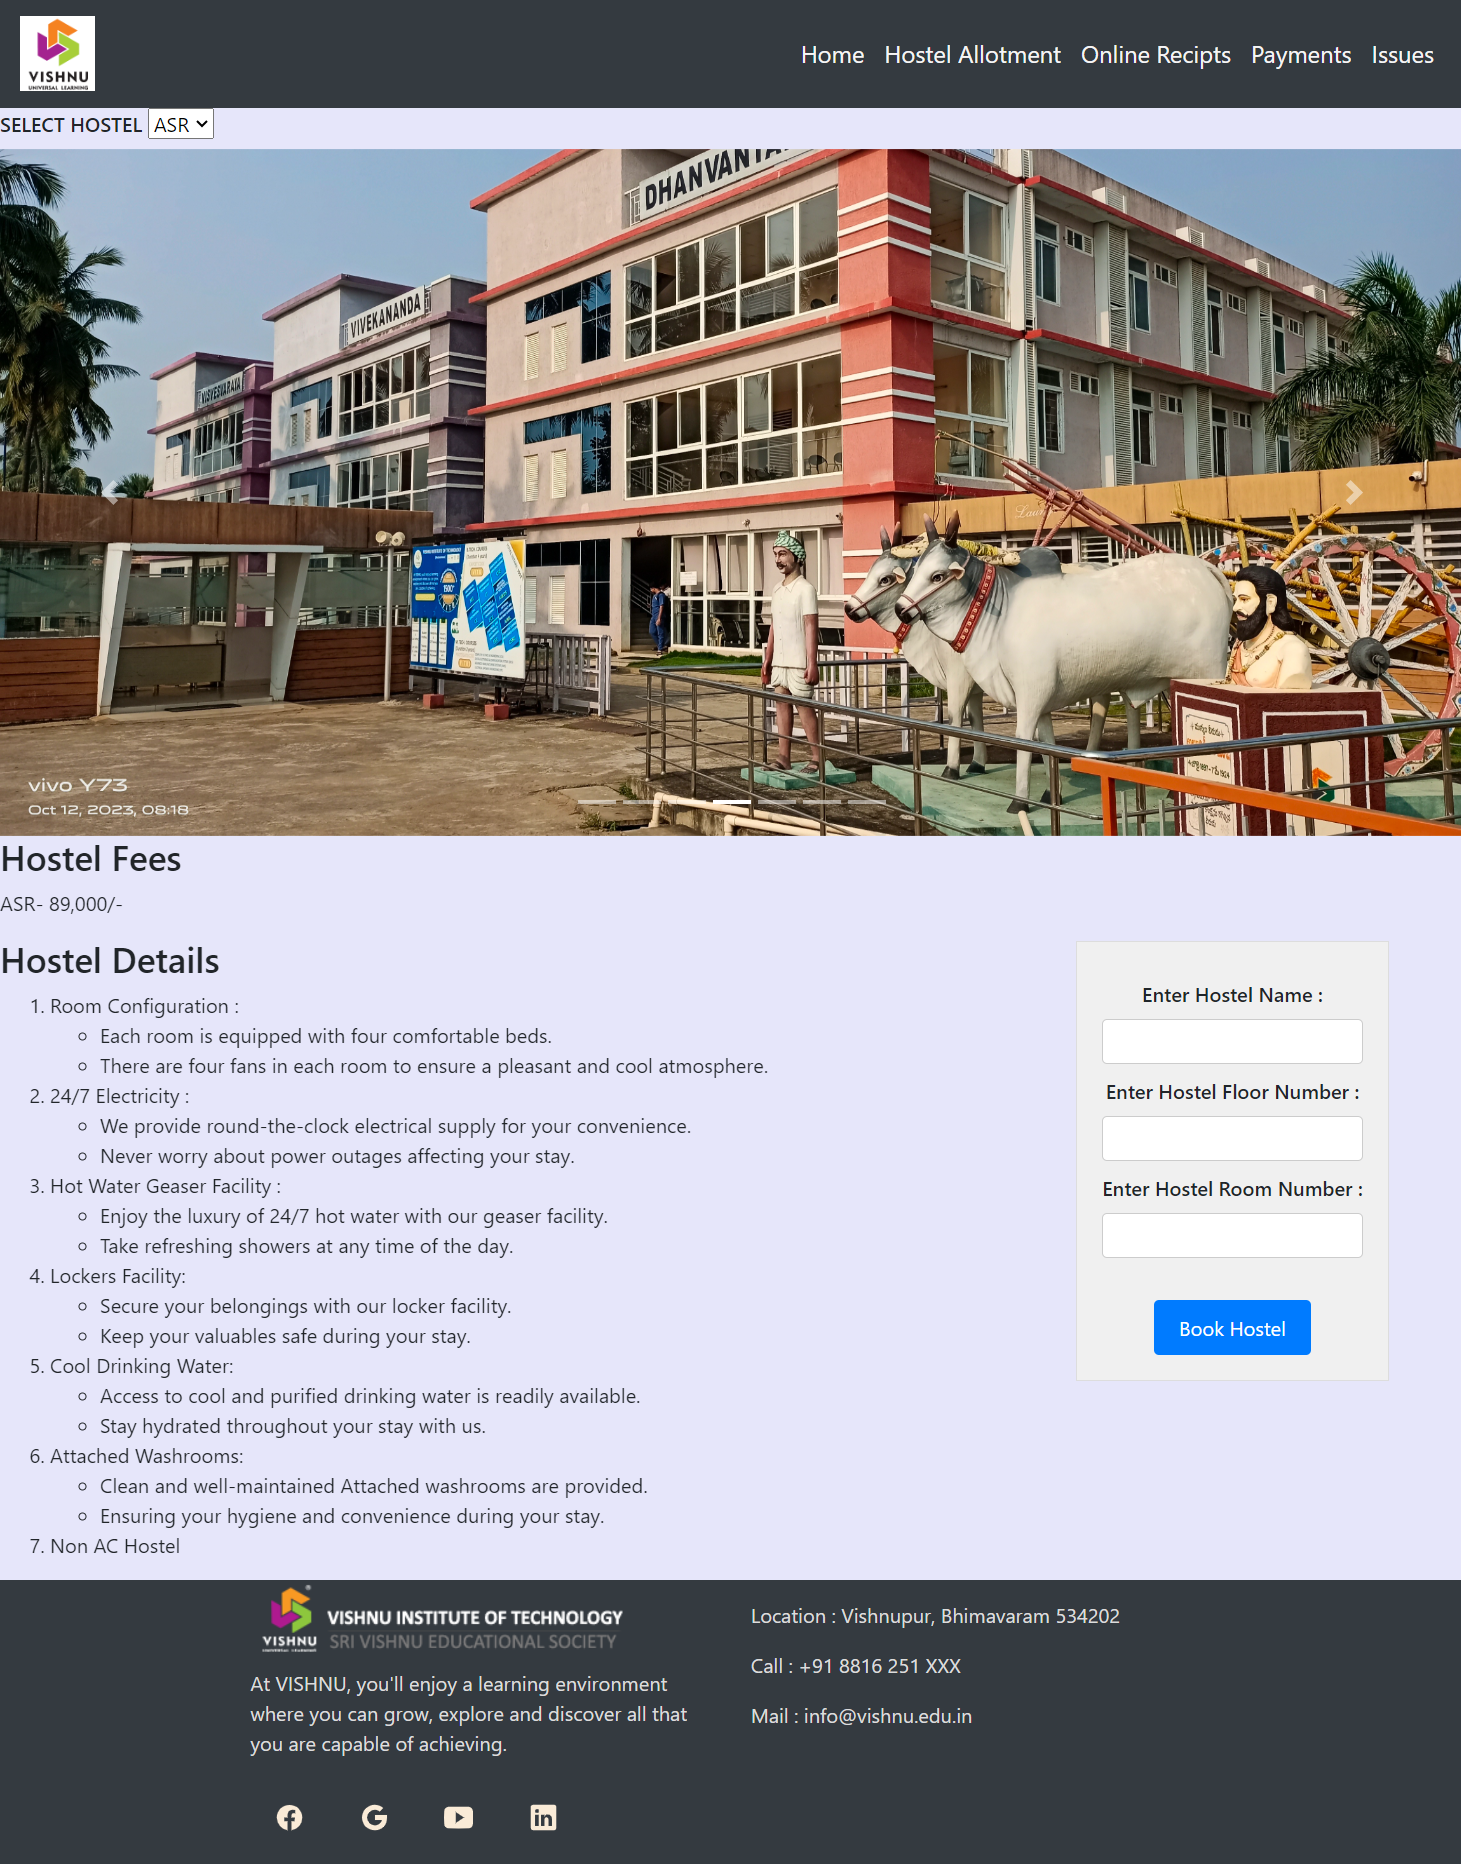 VISHNU
UNIVERSAL LEARNING
Home Hostel Allotment Online Recipts Payments Issues
SELECT HOSTEL ASR
DHANVANTA
VIVEKANANDA
VISVESVARAYA
vivo Y73
Oct 12, 2023, 08:18
Hostel Fees
ASR- 89,000/-
Hostel Details
1. Room Configuration :
Each room is equipped with four comfortable beds.
There are four fans in each room to ensure a pleasant and cool atmosphere.
2. 24/7 Electricity :
We provide round-the-clock electrical supply for your convenience.
Never worry about power outages affecting your stay.
3. Hot Water Geaser Facility :
Enjoy the luxury of 24/7 hot water with our geaser facility.
Take refreshing showers at any time of the day.
4. Lockers Facility:
Secure your belongings with our locker facility.
Keep your valuables safe during your stay.
5. Cool Drinking Water:
Access to cool and purified drinking water is readily available.
Stay hydrated throughout your stay with us.
6. Attached Washrooms:
Clean and well-maintained Attached washrooms are provided.
Ensuring your hygiene and convenience during your stay.
7. Non AC Hostel
Enter Hostel Name :
Enter Hostel Floor Number :
Enter Hostel Room Number :
Book Hostel
VISHNU
UNIVERSAL LEARNING
VISHNU INSTITUTE OF TECHNOLOGY
SRI VISHNU EDUCATIONAL SOCIETY
At VISHNU, you'll enjoy a learning environment
where you can grow, explore and discover all that
you are capable of achieving.
Location : Vishnupur, Bhimavaram 534202
Call : +91 8816 251 XXX
Mail : info@vishnu.edu.in